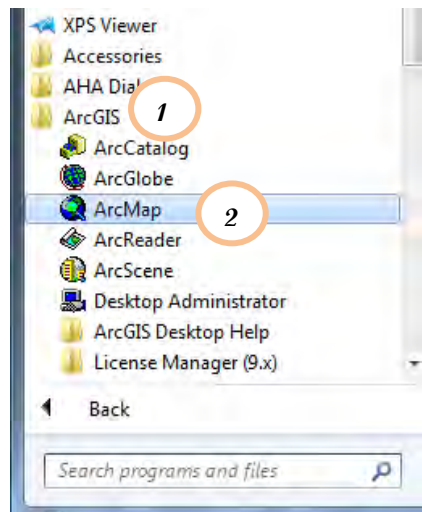 XPS Viewer
Accessories
AHA Dial
ArcGIS 1
ArcCatalog
ArcGlobe
ArcMap 2
ArcReader
ArcScene
Desktop Administrator
ArcGIS Desktop Help
License Manager (9.x)
Back
Search programs and files